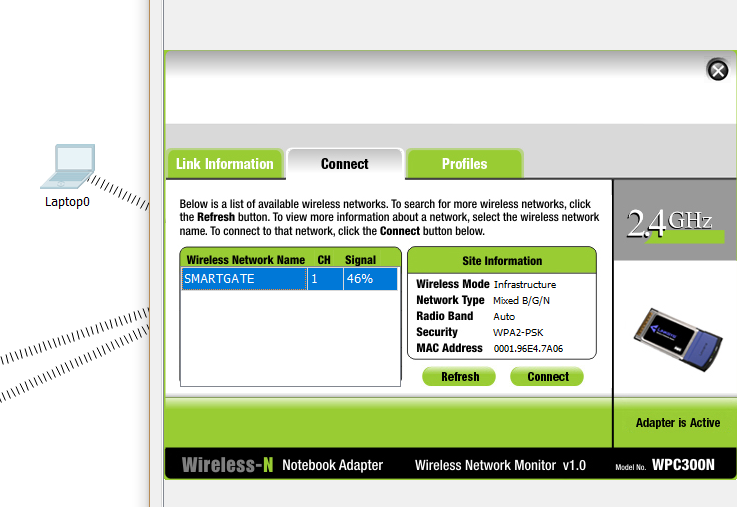 Link Information
Connect
Profiles
Laptop0
Below is a list of available wireless networks. To search for more wireless networks, click
the Refresh button. To view more information about a network, select the wireless network
name. To connect to that network, click the Connect button below.
2.4GHz
Wireless Network Name CH Signal
SMARTGATE 1 46%
Site Information
Wireless Mode Infrastructure
Network Type Mixed B/G/N
Radio Band Auto
Security WPA2-PSK
MAC Address 0001.96E4.7A06
Refresh
Connect
Adapter is Active
Wireless-N Notebook Adapter Wireless Network Monitor v1.0 Model No. WPC300N